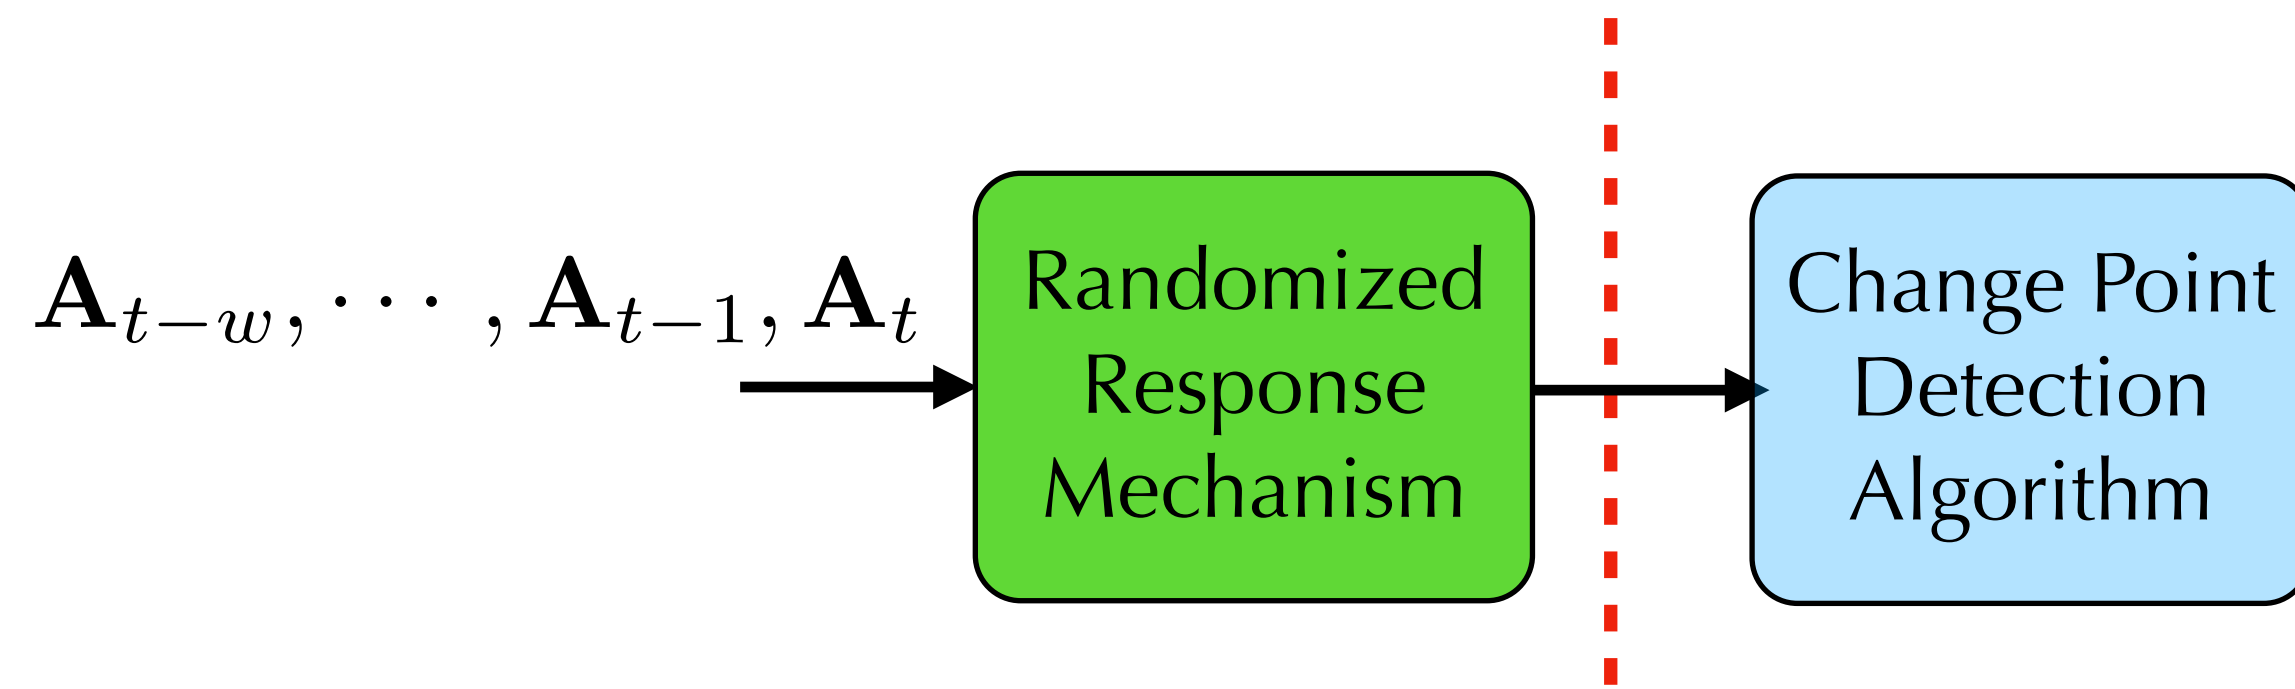 A_{t-w}, ⋯ , A_{t-1}, A_t
Randomized
Response
Mechanism
Change Point
Detection
Algorithm